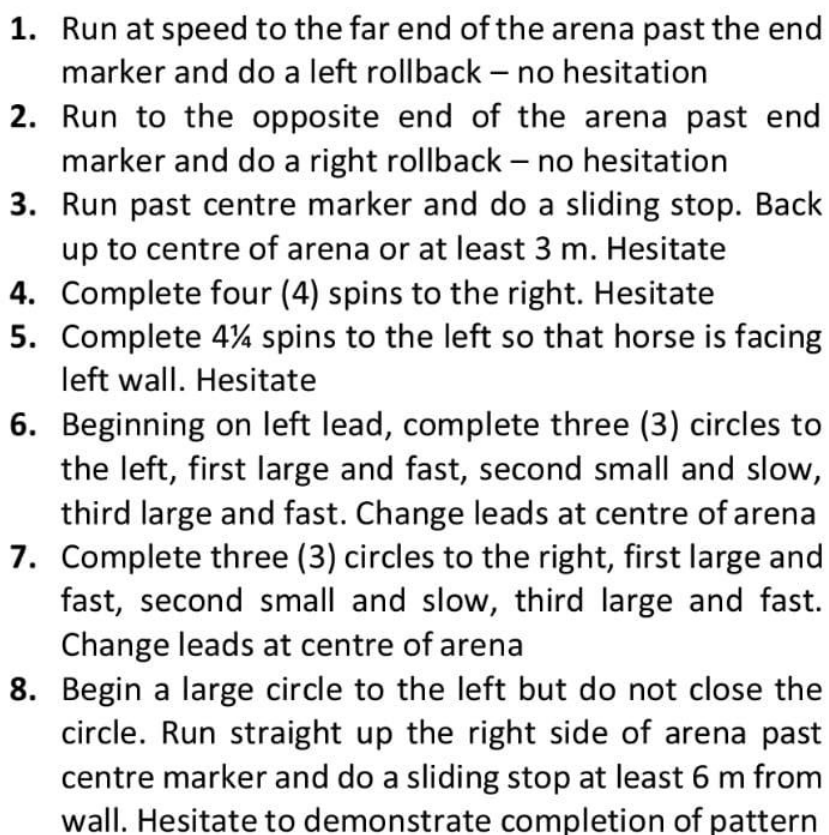 1. Run at speed to the far end of the arena past the end
marker and do a left rollback – no hesitation
2. Run to the opposite end of the arena past end
marker and do a right rollback – no hesitation
3. Run past centre marker and do a sliding stop. Back
up to centre of arena or at least 3 m. Hesitate
4. Complete four (4) spins to the right. Hesitate
5. Complete 4¼ spins to the left so that horse is facing
left wall. Hesitate
6. Beginning on left lead, complete three (3) circles to
the left, first large and fast, second small and slow,
third large and fast. Change leads at centre of arena
7. Complete three (3) circles to the right, first large and
fast, second small and slow, third large and fast.
Change leads at centre of arena
8. Begin a large circle to the left but do not close the
circle. Run straight up the right side of arena past
centre marker and do a sliding stop at least 6 m from
wall. Hesitate to demonstrate completion of pattern